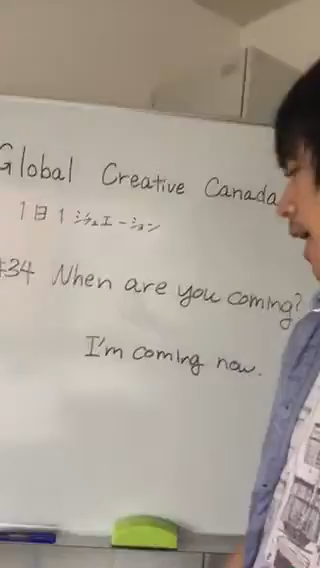 Global Creative Canada
1日1シチュエーション
#34 When are you coming?
I'm coming now.